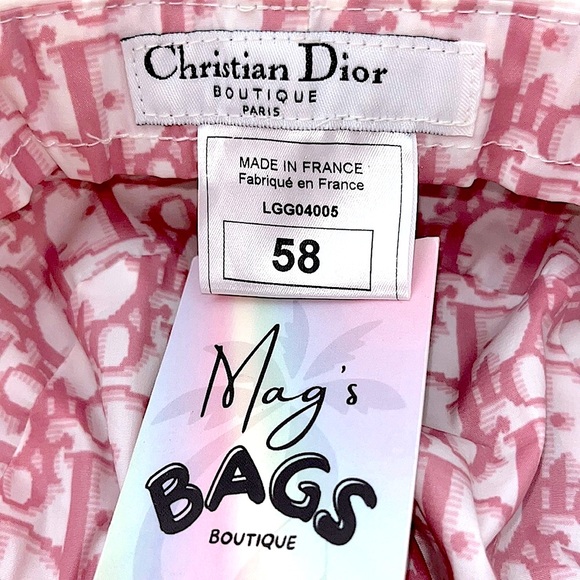 Christian Dior
BOUTIQUE
PARIS
MADE IN FRANCE
Fabriqué en France
LGG04005
58
Mag's
BAGS
BOUTIQUE